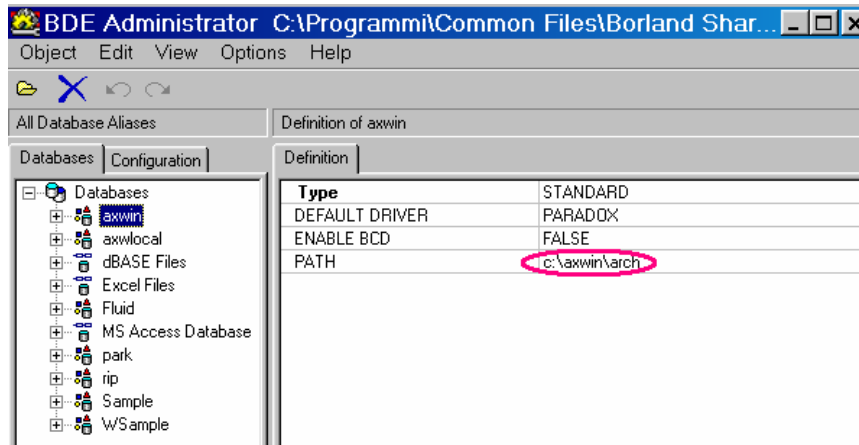 BDE Administrator C:\Programmi\Common Files\Borland Shar...
Object Edit View Options Help
All Database Aliases
Definition of axwin
Databases Configuration
Definition
Databases
axwin
axwlocal
dBASE Files
Excel Files
Fluid
MS Access Database
park
rip
Sample
WSample
Type STANDARD
DEFAULT DRIVER PARADOX
ENABLE BCD FALSE
PATH c:\axwin\arch